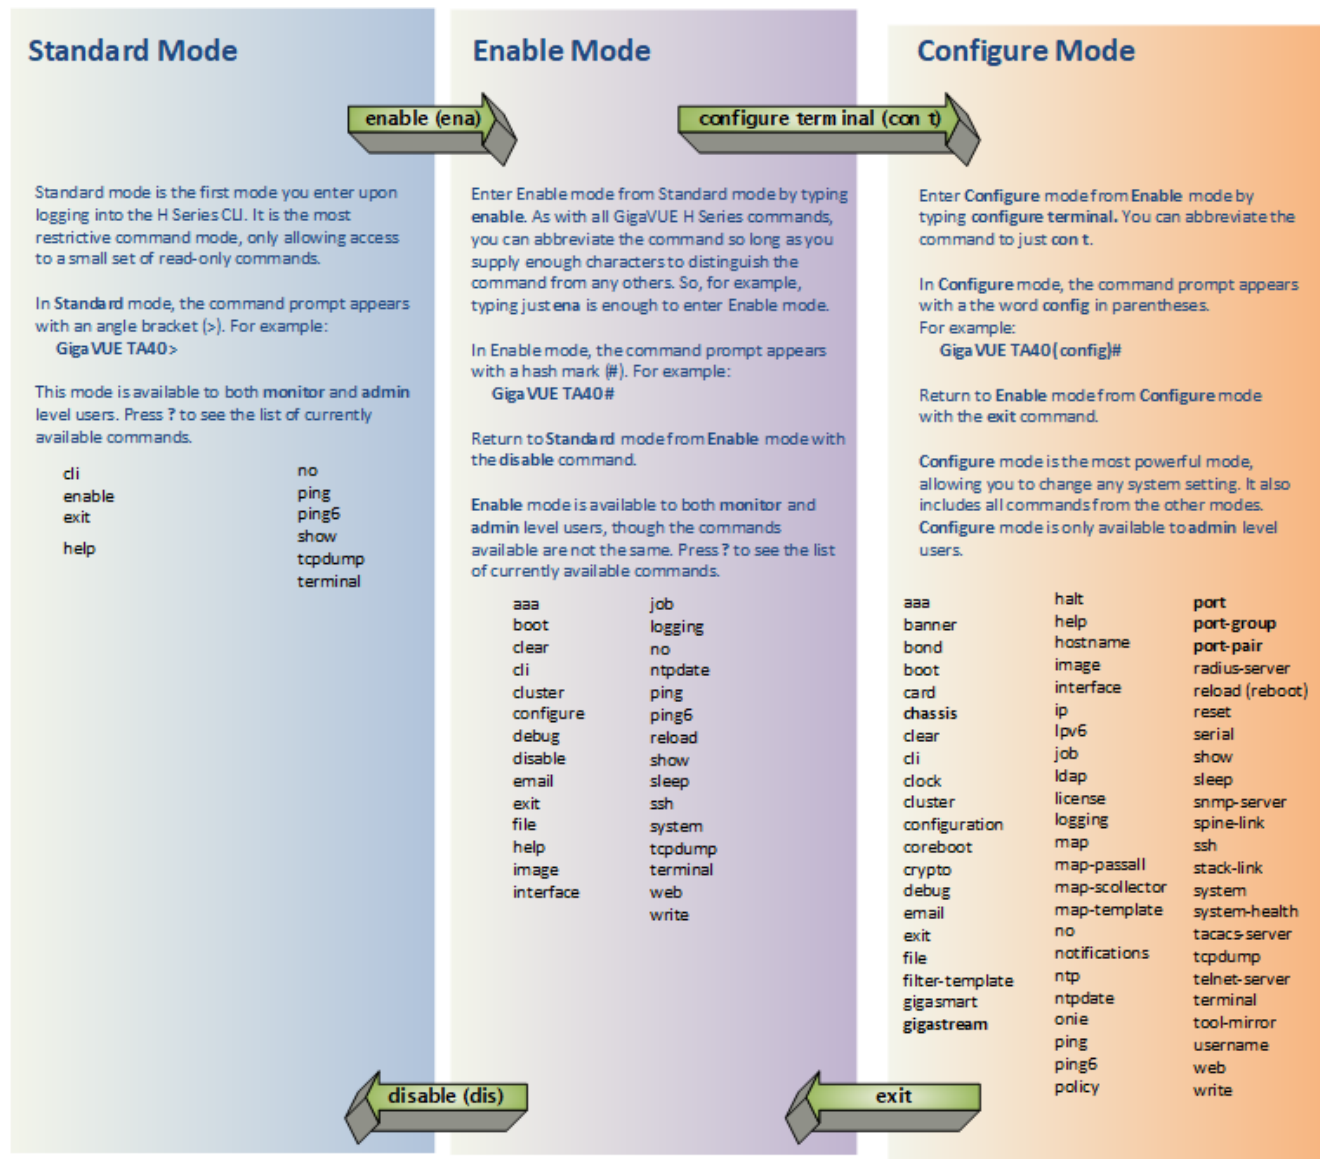 Standard Mode
enable (ena)
Standard mode is the first mode you enter upon
logging into the H Series CLI. It is the most
restrictive command mode, only allowing access
to a small set of read-only commands.
In Standard mode, the command prompt appears
with an angle bracket (>). For example:
GigaVUE TA40>
This mode is available to both monitor and admin
level users. Press ? to see the list of currently
available commands.
cli
enable
exit
help
no
ping
ping6
show
tcpdump
terminal
Enable Mode
configure terminal (con t)
Enter Enable mode from Standard mode by typing
enable. As with all GigaVUE H Series commands,
you can abbreviate the command so long as you
supply enough characters to distinguish the
command from any others. So, for example,
typing just ena is enough to enter Enable mode.
In Enable mode, the command prompt appears
with a hash mark (#). For example:
GigaVUE TA40#
Return to Standard mode from Enable mode with
the disable command.
Enable mode is available to both monitor and
admin level users, though the commands
available are not the same. Press ? to see the list
of currently available commands.
aaa
boot
clear
cli
cluster
configure
debug
disable
email
exit
file
help
image
interface
job
logging
no
ntpdate
ping
ping6
reload
show
sleep
ssh
system
tcpdump
terminal
web
write
disable (dis)
Configure Mode
Enter Configure mode from Enable mode by
typing configure terminal. You can abbreviate the
command to just con t.
In Configure mode, the command prompt appears
with a the word config in parentheses.
For example:
GigaVUE TA40(config)#
Return to Enable mode from Configure mode
with the exit command.
Configure mode is the most powerful mode,
allowing you to change any system setting. It also
includes all commands from the other modes.
Configure mode is only available to admin level
users.
aaa
banner
bond
boot
card
chassis
clear
cli
clock
cluster
configuration
coreboot
crypto
debug
email
exit
file
filter-template
gigasmart
gigastream
halt
help
hostname
image
interface
ip
Ipv6
job
ldap
license
logging
map
map-passall
map-scollector
map-template
no
notifications
ntp
ntpdate
onie
ping
ping6
policy
port
port-group
port-pair
radius-server
reload (reboot)
reset
serial
show
sleep
snmp-server
spine-link
ssh
stack-link
system
system-health
tacacs-server
tcpdump
telnet-server
terminal
tool-mirror
username
web
write
exit